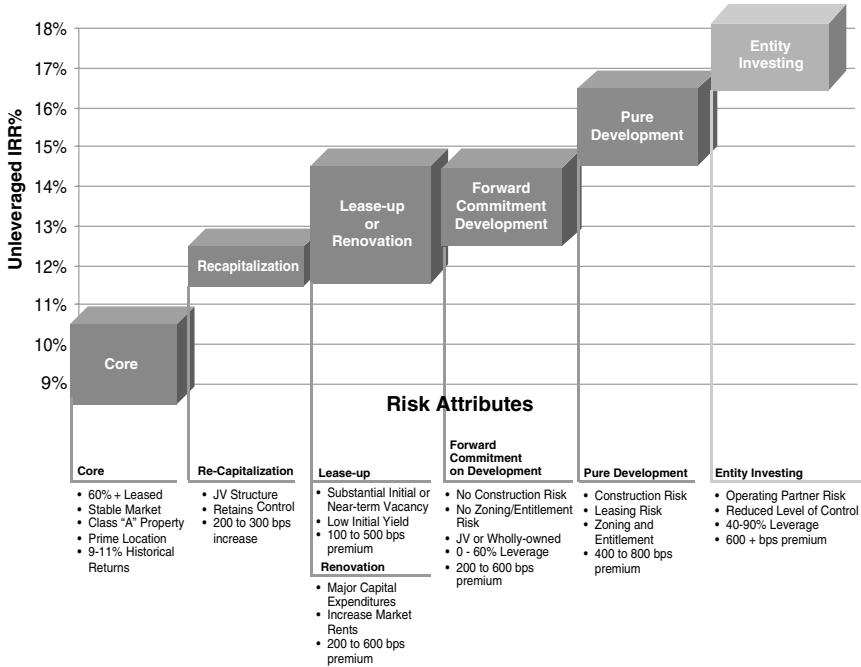 18%
17%
16%
15%
14%
13%
12%
11%
10%
9%
Unleveraged IRR%
Core
Recapitalization
Lease-up
or
Renovation
Forward
Commitment
Development
Pure
Development
Entity
Investing
Risk Attributes
Core
• 60% + Leased
• Stable Market
• Class “A” Property
• Prime Location
• 9-11% Historical
Returns
Re-Capitalization
• JV Structure
• Retains Control
• 200 to 300 bps
increase
Lease-up
• Substantial Initial or
Near-term Vacancy
• Low Initial Yield
• 100 to 500 bps
premium
Renovation
• Major Capital
Expenditures
• Increase Market
Rents
• 200 to 600 bps
premium
Forward
Commitment
on Development
• No Construction Risk
• No Zoning/Entitlement
Risk
• JV or Wholly-owned
• 0 - 60% Leverage
• 200 to 600 bps
premium
Pure Development
• Construction Risk
• Leasing Risk
• Zoning and
Entitlement
• 400 to 800 bps
premium
Entity Investing
• Operating Partner Risk
• Reduced Level of Control
• 40-90% Leverage
• 600 + bps premium